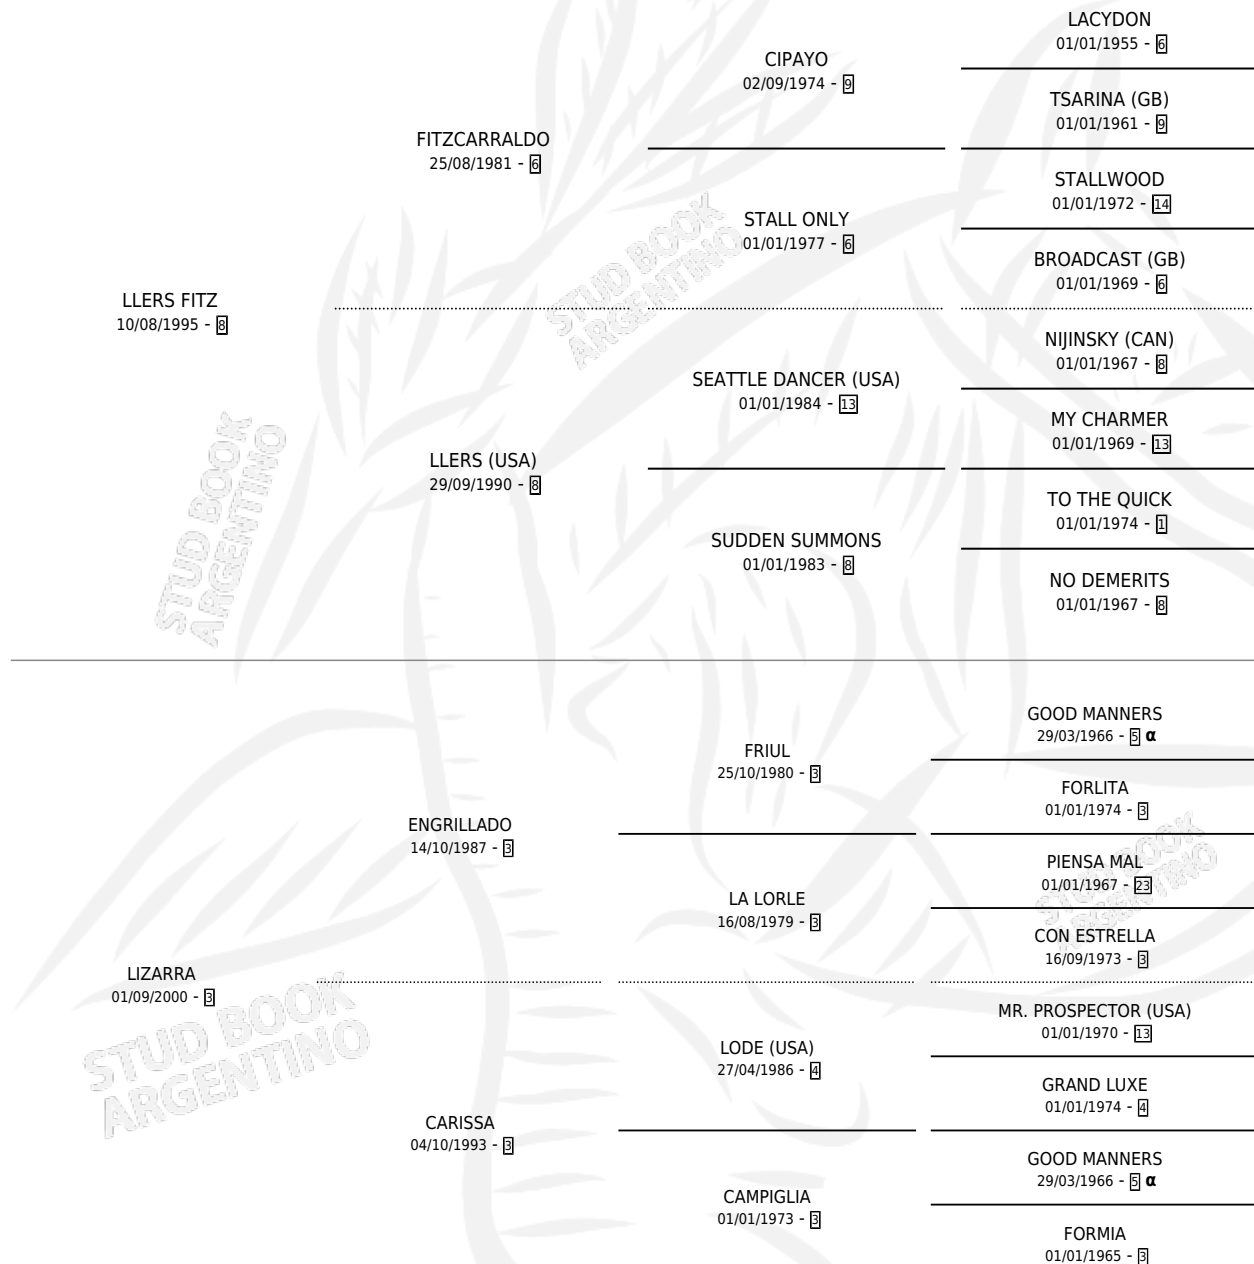 LACYDON
01/01/1955 - 6
CIPAYO
02/09/1974 - 9
TSARINA (GB)
01/01/1961 - 9
FITZCARRALDO
25/08/1981 - 6
STALLWOOD
01/01/1972 - 14
STALL ONLY
01/01/1977 - 6
BROADCAST (GB)
01/01/1969 - 6
LLERS FITZ
10/08/1995 - 8
NIJINSKY (CAN)
01/01/1967 - 8
SEATTLE DANCER (USA)
01/01/1984 - 13
MY CHARMER
01/01/1969 - 13
LLERS (USA)
29/09/1990 - 8
TO THE QUICK
01/01/1974 - 1
SUDDEN SUMMONS
01/01/1983 - 8
NO DEMERITS
01/01/1967 - 8
GOOD MANNERS
29/03/1966 - 5 α
FRIUL
25/10/1980 - 3
FORLITA
01/01/1974 - 3
ENGRILLADO
14/10/1987 - 3
PIENSA MAL
01/01/1967 - 23
LA LORLE
16/08/1979 - 3
CON ESTRELLA
16/09/1973 - 3
LIZARRA
01/09/2000 - 3
MR. PROSPECTOR (USA)
01/01/1970 - 13
LODE (USA)
27/04/1986 - 4
GRAND LUXE
01/01/1974 - 4
CARISSA
04/10/1993 - 3
GOOD MANNERS
29/03/1966 - 5 α
CAMPIGLIA
01/01/1973 - 3
FORMIA
01/01/1965 - 3
STUD BOOK
ARGENTINO
STUD BOOK
ARGENTINO
STUD BOOK
ARGENTINO
STUD BOOK
ARGENTINO